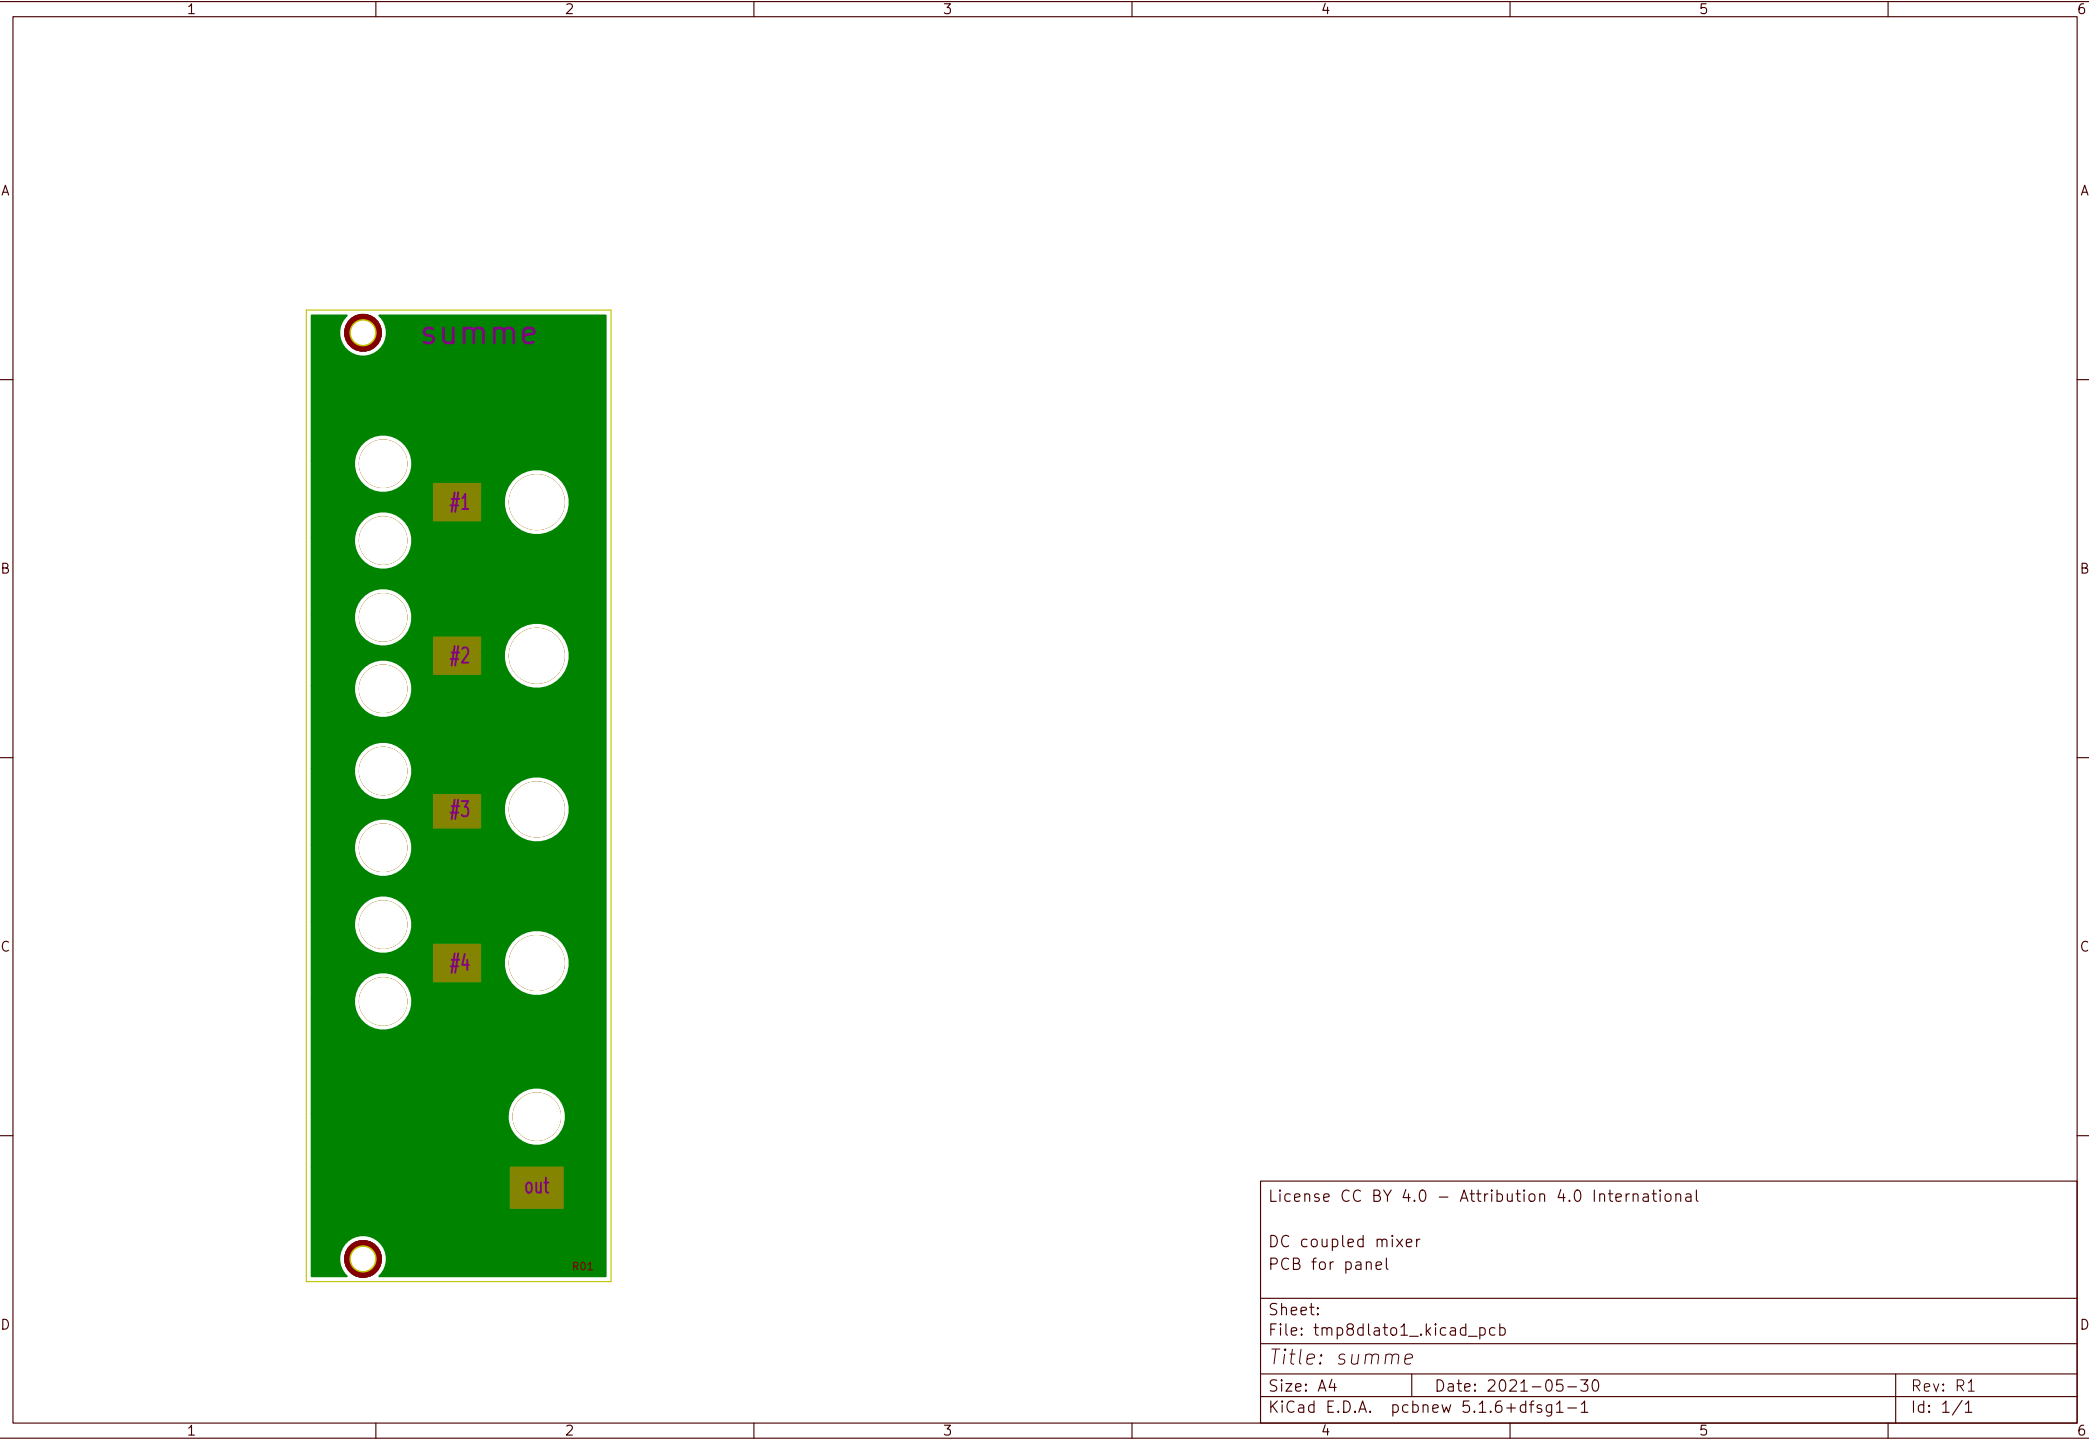 1 2 3 4 5 6
A A
B B
C C
D D
summe
#1
#2
#3
#4
out
R01
License CC BY 4.0 - Attribution 4.0 International
DC coupled mixer
PCB for panel
Sheet:
File: tmp8dlato1_.kicad_pcb
Title: summe
Size: A4 Date: 2021-05-30 Rev: R1
KiCad E.D.A. pcbnew 5.1.6+dfsg1-1 Id: 1/1
1 2 3 4 5 6